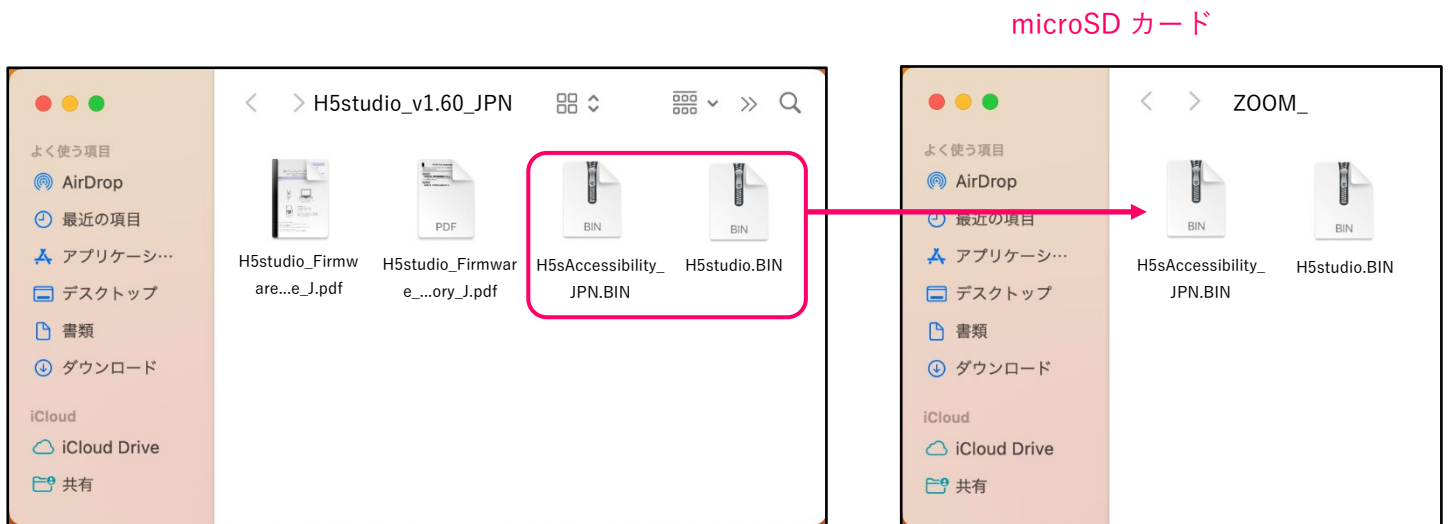 microSD カード
H5studio_v1.60_JPN
よく使う項目
AirDrop
最近の項目
アプリケーシ…
デスクトップ
書類
ダウンロード
iCloud
iCloud Drive
共有
H5studio_Firmw
are...e_J.pdf
PDF
H5studio_Firmwar
e_...ory_J.pdf
BIN
H5sAccessibility_
JPN.BIN
BIN
H5studio.BIN
ZOOM_
よく使う項目
AirDrop
最近の項目
アプリケーシ…
デスクトップ
書類
ダウンロード
iCloud
iCloud Drive
共有
BIN
H5sAccessibility_
JPN.BIN
BIN
H5studio.BIN